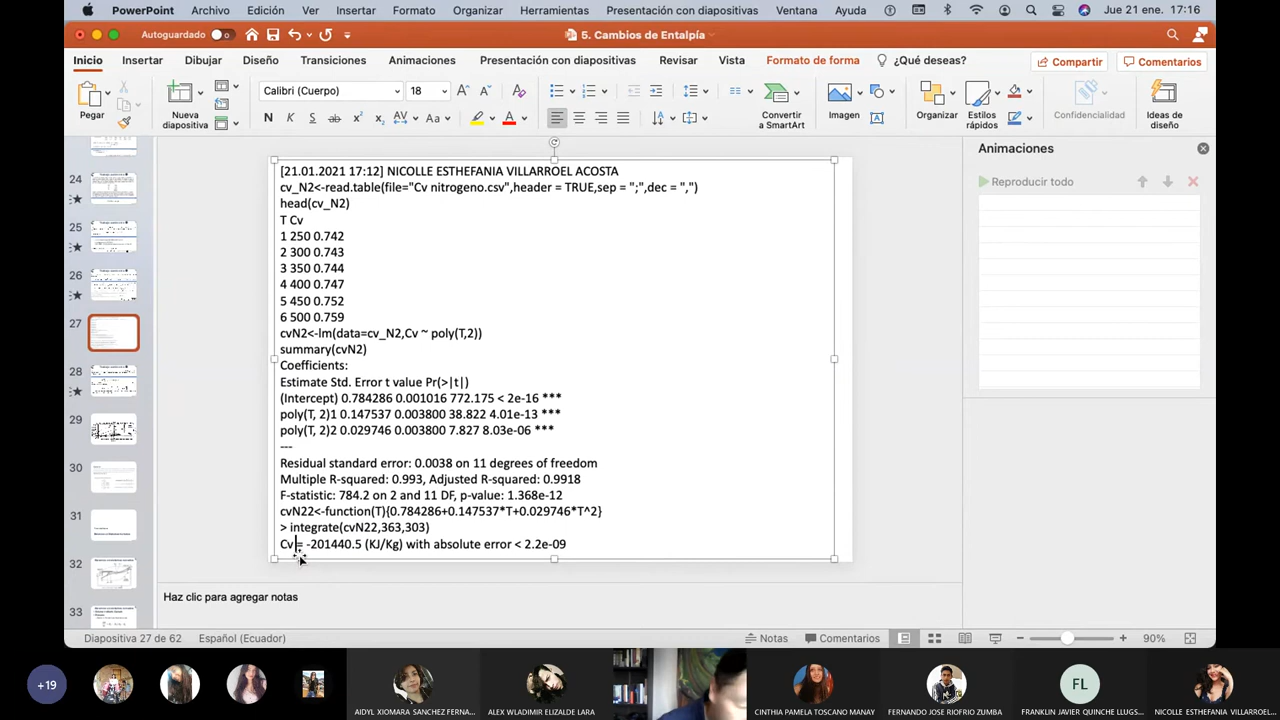 PowerPoint Archivo Edición Ver Insertar Formato Organizar Herramientas Presentación con diapositivas Ventana Ayuda Jue 21 ene. 17:16
Autoguardado 5. Cambios de Entalpía
Inicio Insertar Dibujar Diseño Transiciones Animaciones Presentación con diapositivas Revisar Vista Formato de forma ¿Qué deseas? Compartir Comentarios
Pegar
Nueva diapositiva
Calibri (Cuerpo) 18
N K S ab
Convertir a SmartArt
Imagen
Organizar
Estilos rápidos
Confidencialidad
Ideas de diseño
Animaciones
Reproducir todo
24
25
26
27
28
29
30
31
32
33
[21.01.2021 17:12] NICOLLE ESTHEFANIA VILLARROEL ACOSTA
cv_N2<-read.table(file="Cv nitrogeno.csv",header = TRUE,sep = ";",dec = ",")
head(cv_N2)
T Cv
1 250 0.742
2 300 0.743
3 350 0.744
4 400 0.747
5 450 0.752
6 500 0.759
cvN2<-lm(data=cv_N2,Cv ~ poly(T,2))
summary(cvN2)
Coefficients:
Estimate Std. Error t value Pr(>|t|)
(Intercept) 0.784286 0.001016 772.175 < 2e-16 ***
poly(T, 2)1 0.147537 0.003800 38.822 4.01e-13 ***
poly(T, 2)2 0.029746 0.003800 7.827 8.03e-06 ***
---
Residual standard error: 0.0038 on 11 degrees of freedom
Multiple R-squared: 0.993, Adjusted R-squared: 0.9918
F-statistic: 784.2 on 2 and 11 DF, p-value: 1.368e-12
cvN22<-function(T){0.784286+0.147537*T+0.029746*T^2}
> integrate(cvN22,363,303)
Cv = -201440.5 (KJ/Kg) with absolute error < 2.2e-09
Haz clic para agregar notas
Diapositiva 27 de 62 Español (Ecuador) Notas Comentarios 90%
+19
AIDYL XIOMARA SANCHEZ FERNA...
ALEX WLADIMIR ELIZALDE LARA
CINTHIA PAMELA TOSCANO MANAY
FERNANDO JOSE RIOFRIO ZUMBA
FL
FRANKLIN JAVIER QUINCHE LLUGS...
NICOLLE ESTHEFANIA VILLARROEL...